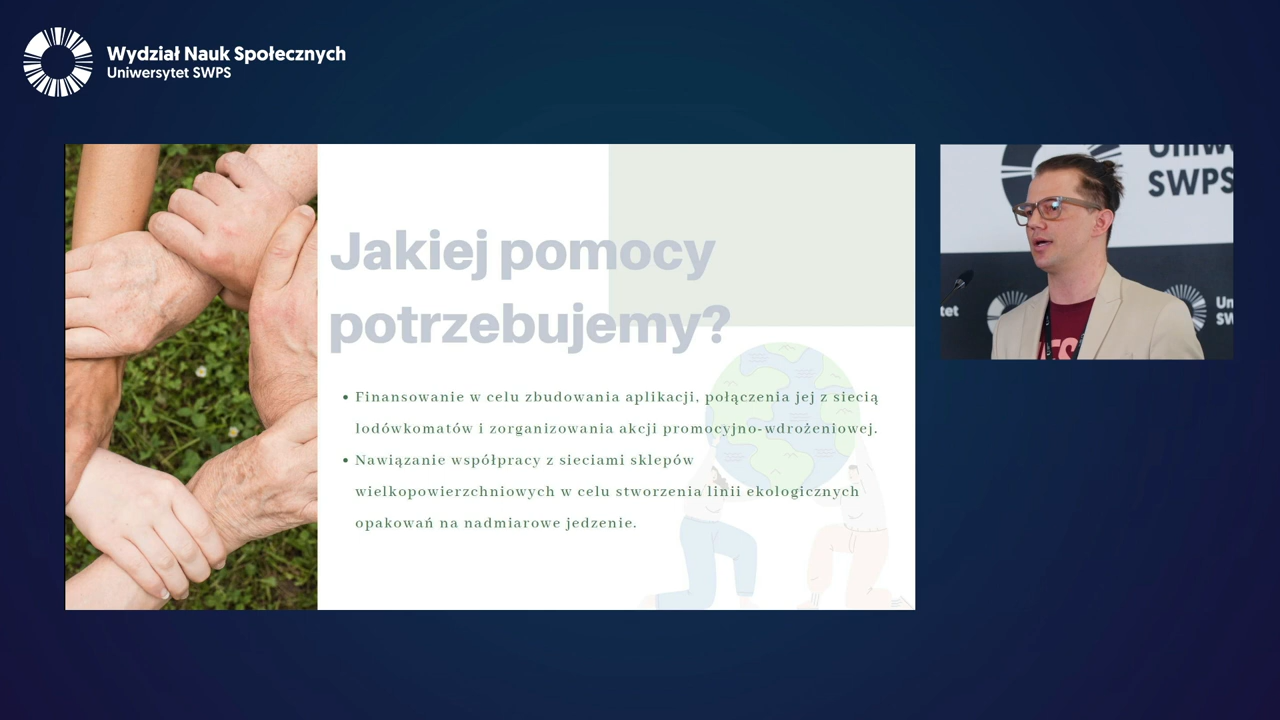 Wydział Nauk Społecznych
Uniwersytet SWPS
Jakiej pomocy
potrzebujemy?
• Finansowanie w celu zbudowania aplikacji, połączenia jej z siecią
lodówkomatów i zorganizowania akcji promocyjno-wdrożeniowej.
• Nawiązanie współpracy z sieciami sklepów
wielkopowierzchniowych w celu stworzenia linii ekologicznych
opakowań na nadmiarowe jedzenie.
SWPS